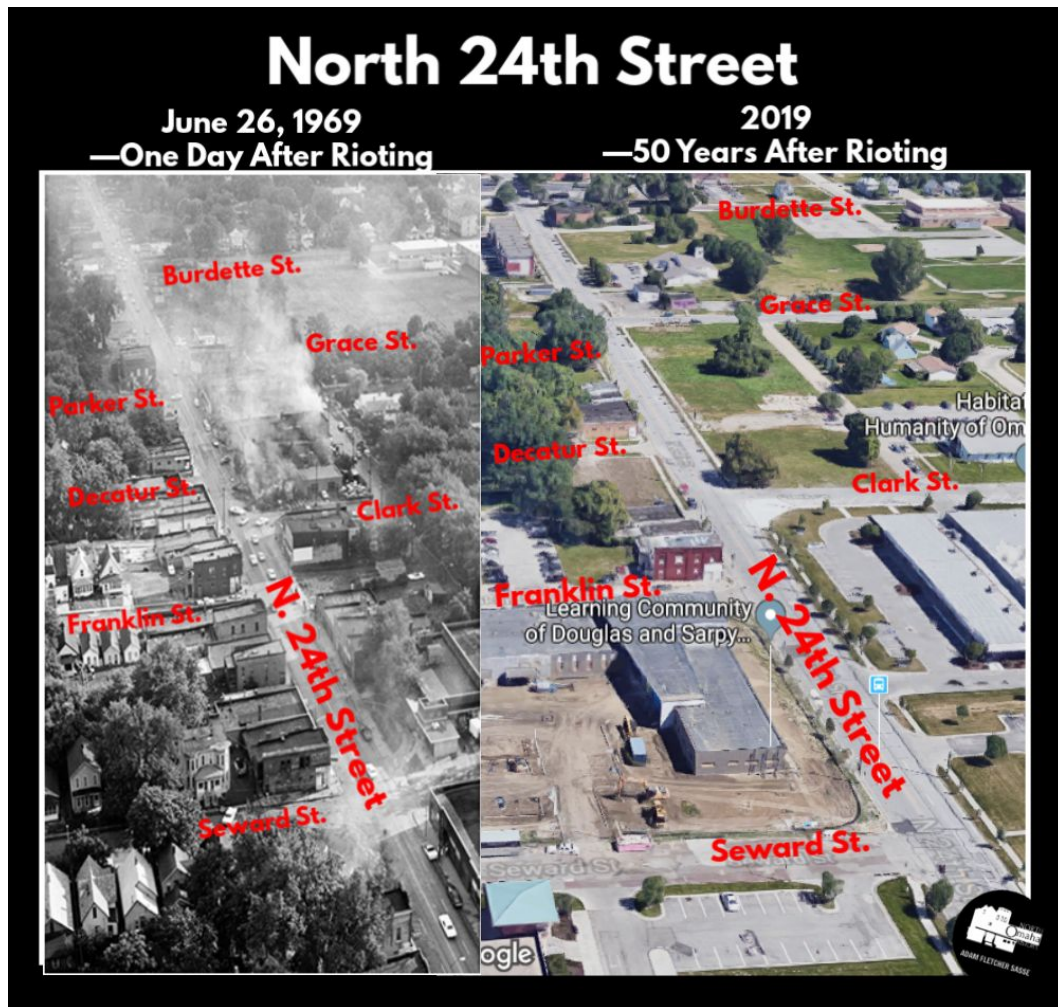 North 24th Street
June 26, 1969
—One Day After Rioting
2019
—50 Years After Rioting
Burdette St.
Grace St.
Parker St.
Decatur St.
Clark St.
Franklin St.
N. 24th Street
Seward St.
Burdette St.
Grace St.
Parker St.
Habita
Humanity of Om
Decatur St.
Clark St.
Franklin St.
Learning Community
of Douglas and Sarpy...
N. 24th Street
Seward St.
Seward St
ogle
Omaha
ADAM FLETCHER SASSE